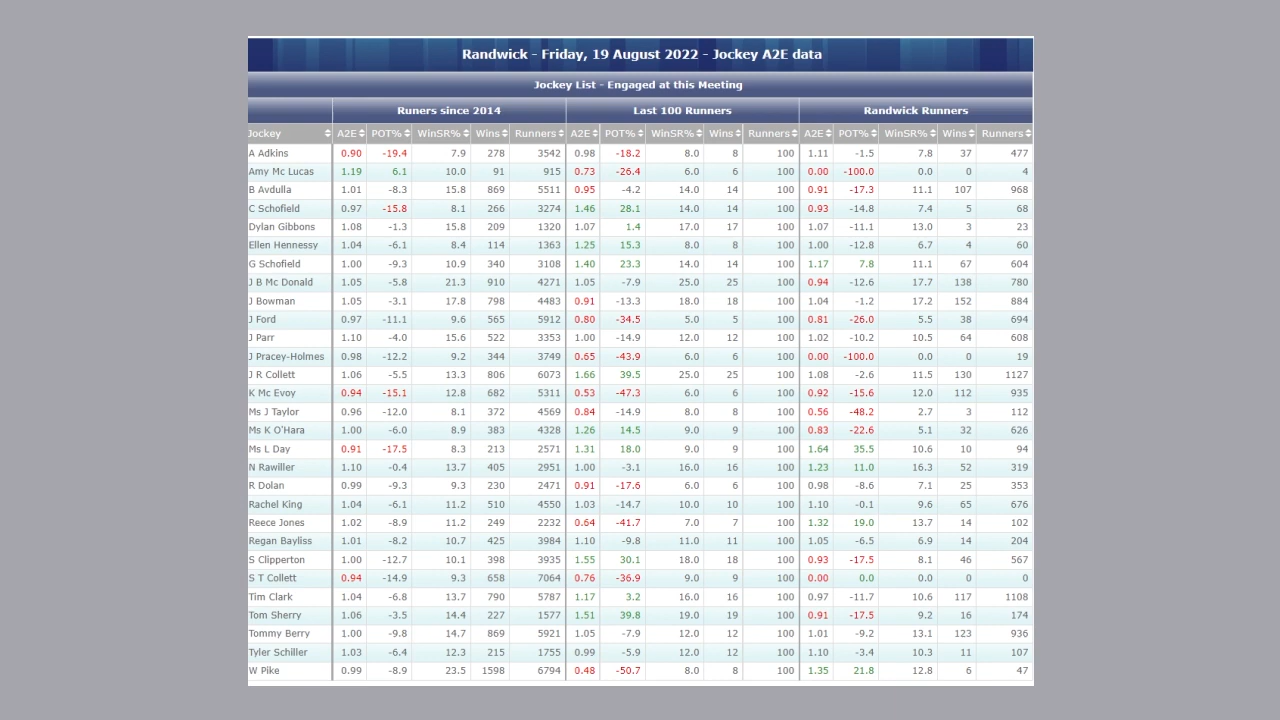 Randwick - Friday, 19 August 2022 - Jockey A2E data
Jockey List - Engaged at this Meeting
Runers since 2014 Last 100 Runners Randwick Runners
Jockey A2E POT% WinSR% Wins Runners A2E POT% WinSR% Wins Runners A2E POT% WinSR% Wins Runners
A Adkins 0.90 -19.4 7.9 278 3542 0.98 -18.2 8.0 8 100 1.11 -1.5 7.8 37 477
Amy Mc Lucas 1.19 6.1 10.0 91 915 0.73 -26.4 6.0 6 100 0.00 -100.0 0.0 0 4
B Avdulla 1.01 -8.3 15.8 869 5511 0.95 -4.2 14.0 14 100 0.91 -17.3 11.1 107 968
C Schofield 0.97 -15.8 8.1 266 3274 1.46 28.1 14.0 14 100 0.93 -14.8 7.4 5 68
Dylan Gibbons 1.08 -1.3 15.8 209 1320 1.07 1.4 17.0 17 100 1.07 -11.1 13.0 3 23
Ellen Hennessy 1.04 -6.1 8.4 114 1363 1.25 15.3 8.0 8 100 1.00 -12.8 6.7 4 60
G Schofield 1.00 -9.3 10.9 340 3108 1.40 23.3 14.0 14 100 1.17 7.8 11.1 67 604
J B Mc Donald 1.05 -5.8 21.3 910 4271 1.05 -7.9 25.0 25 100 0.94 -12.6 17.7 138 780
J Bowman 1.05 -3.1 17.8 798 4483 0.91 -13.3 18.0 18 100 1.04 -1.2 17.2 152 884
J Ford 0.97 -11.1 9.6 565 5912 0.80 -34.5 5.0 5 100 0.81 -26.0 5.5 38 694
J Parr 1.10 -4.0 15.6 522 3353 1.00 -14.9 12.0 12 100 1.02 -10.2 10.5 64 608
J Pracey-Holmes 0.98 -12.2 9.2 344 3749 0.65 -43.9 6.0 6 100 0.00 -100.0 0.0 0 19
J R Collett 1.06 -5.5 13.3 806 6073 1.66 39.5 25.0 25 100 1.08 -2.6 11.5 130 1127
K Mc Evoy 0.94 -15.1 12.8 682 5311 0.53 -47.3 6.0 6 100 0.92 -15.6 12.0 112 935
Ms J Taylor 0.96 -12.0 8.1 372 4569 0.84 -14.9 8.0 8 100 0.56 -48.2 2.7 3 112
Ms K O'Hara 1.00 -6.0 8.9 383 4328 1.26 14.5 9.0 9 100 0.83 -22.6 5.1 32 626
Ms L Day 0.91 -17.5 8.3 213 2571 1.31 18.0 9.0 9 100 1.64 35.5 10.6 10 94
N Rawiller 1.10 -0.4 13.7 405 2951 1.00 -3.1 16.0 16 100 1.23 11.0 16.3 52 319
R Dolan 0.99 -9.3 9.3 230 2471 0.91 -17.6 6.0 6 100 0.98 -8.6 7.1 25 353
Rachel King 1.04 -6.1 11.2 510 4550 1.03 -14.7 10.0 10 100 1.10 -0.1 9.6 65 676
Reece Jones 1.02 -8.9 11.2 249 2232 0.64 -41.7 7.0 7 100 1.32 19.0 13.7 14 102
Regan Bayliss 1.01 -8.2 10.7 425 3984 1.10 -9.8 11.0 11 100 1.05 -6.5 6.9 14 204
S Clipperton 1.00 -12.7 10.1 398 3935 1.55 30.1 18.0 18 100 0.93 -17.5 8.1 46 567
S T Collett 0.94 -14.9 9.3 658 7064 0.76 -36.9 9.0 9 100 0.00 0.0 0.0 0 0
Tim Clark 1.04 -6.8 13.7 790 5787 1.17 3.2 16.0 16 100 0.97 -11.7 10.6 117 1108
Tom Sherry 1.06 -3.5 14.4 227 1577 1.51 39.8 19.0 19 100 0.91 -17.5 9.2 16 174
Tommy Berry 1.00 -9.8 14.7 869 5921 1.05 -7.9 12.0 12 100 1.01 -9.2 13.1 123 936
Tyler Schiller 1.03 -6.4 12.3 215 1755 0.99 -5.9 12.0 12 100 1.10 -3.4 10.3 11 107
W Pike 0.99 -8.9 23.5 1598 6794 0.48 -50.7 8.0 8 100 1.35 21.8 12.8 6 47